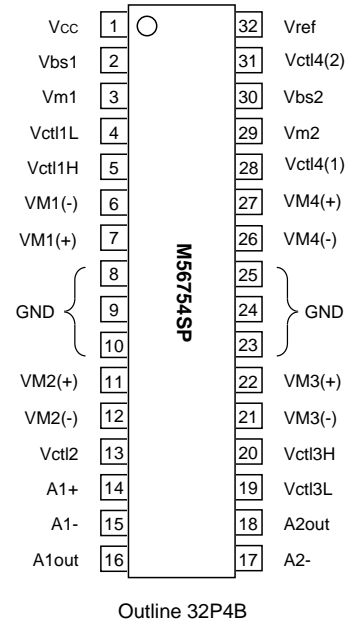 Vcc 1 32 Vref
Vbs1 2 31 Vctl4(2)
Vm1 3 30 Vbs2
Vctl1L 4 29 Vm2
Vctl1H 5 28 Vctl4(1)
VM1(-) 6 27 VM4(+)
VM1(+) 7 26 VM4(-)
8 25
GND 9 24 GND
10 23
M56754SP
VM2(+) 11 22 VM3(+)
VM2(-) 12 21 VM3(-)
Vctl2 13 20 Vctl3H
A1+ 14 19 Vctl3L
A1- 15 18 A2out
A1out 16 17 A2-
Outline 32P4B